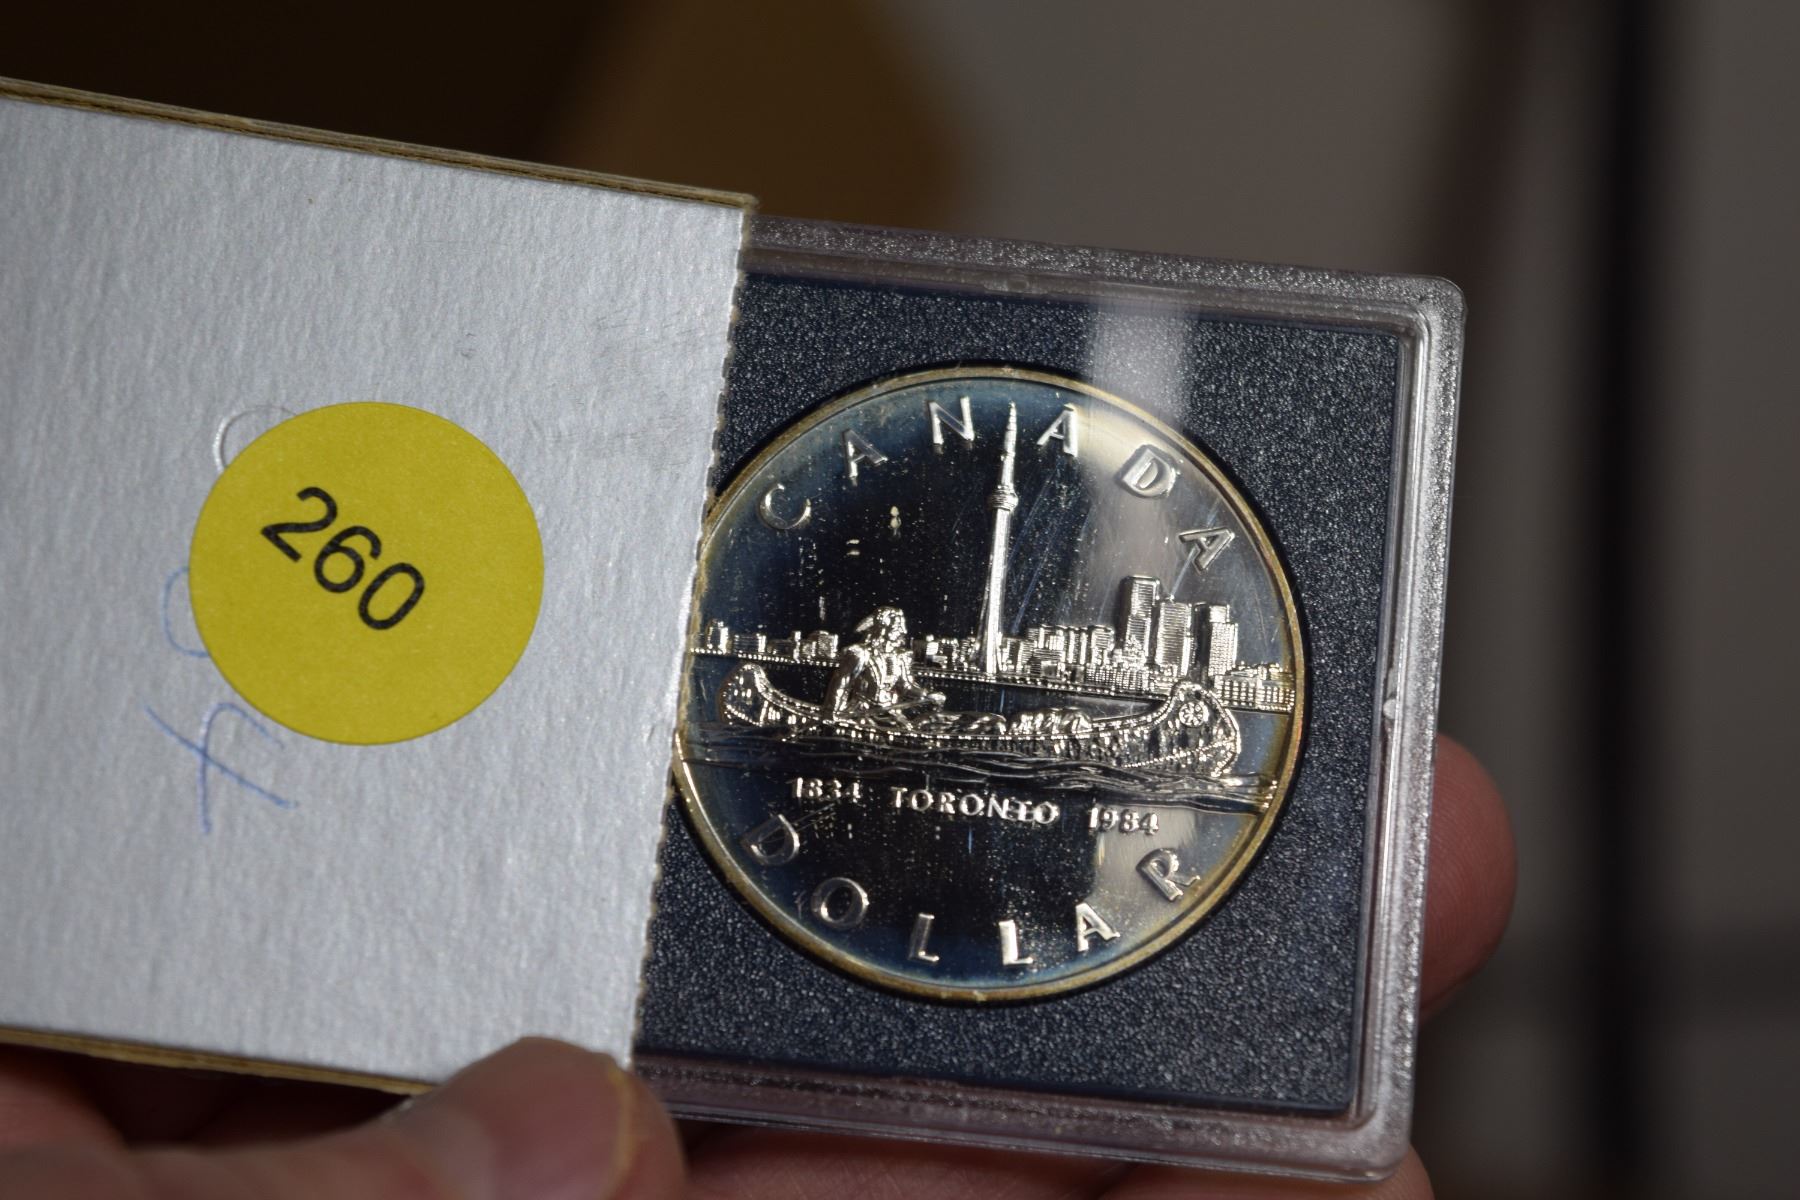 260
CANADA
1834 TORONTO 1984
DOLLAR